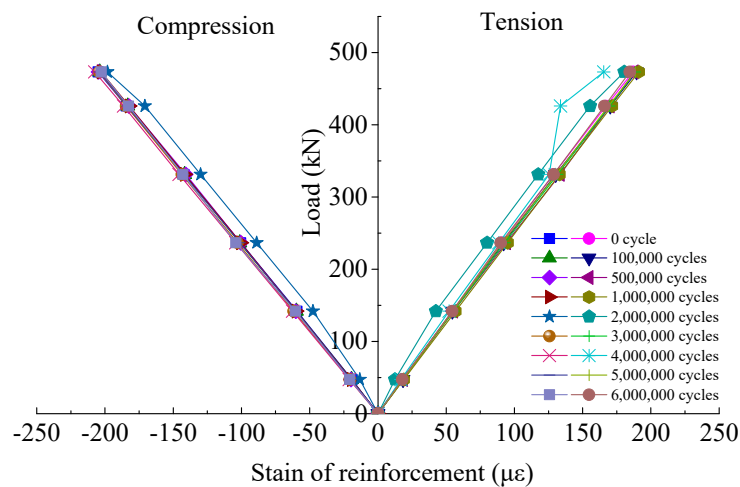 Compression Tension
500
400
300
200
100
0
Load (kN)
0 cycle
100,000 cycles
500,000 cycles
1,000,000 cycles
2,000,000 cycles
3,000,000 cycles
4,000,000 cycles
5,000,000 cycles
6,000,000 cycles
-250 -200 -150 -100 -50 0 50 100 150 200 250
Stain of reinforcement (με)